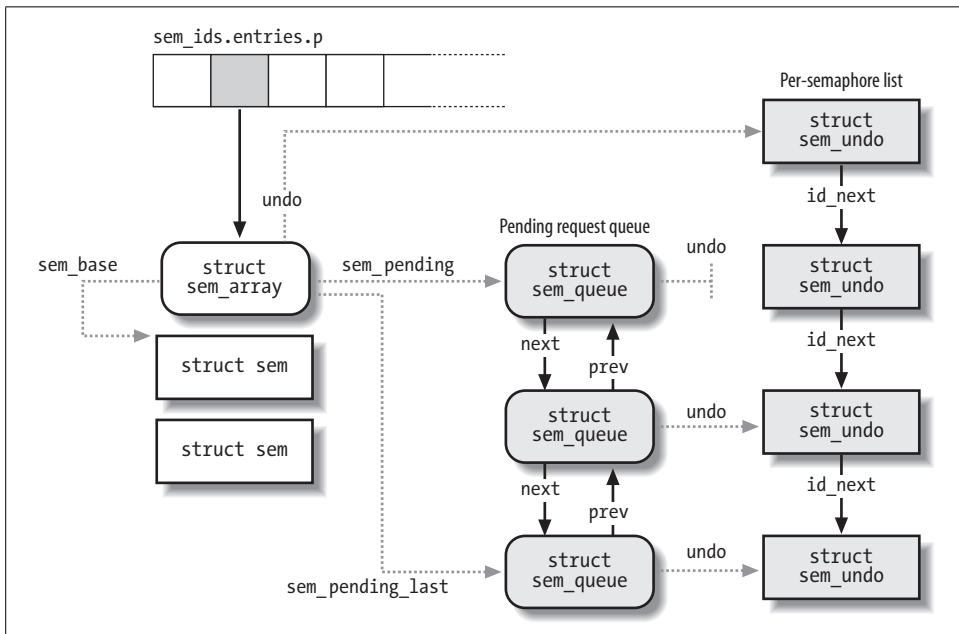 sem_ids.entries.p
Per-semaphore list
struct
sem_undo
undo
id_next
Pending request queue
undo
sem_base
struct
sem_array
sem_pending
struct
sem_queue
struct
sem_undo
next
prev
id_next
struct sem
struct
sem_queue
undo
struct
sem_undo
struct sem
next
prev
id_next
sem_pending_last
struct
sem_queue
undo
struct
sem_undo